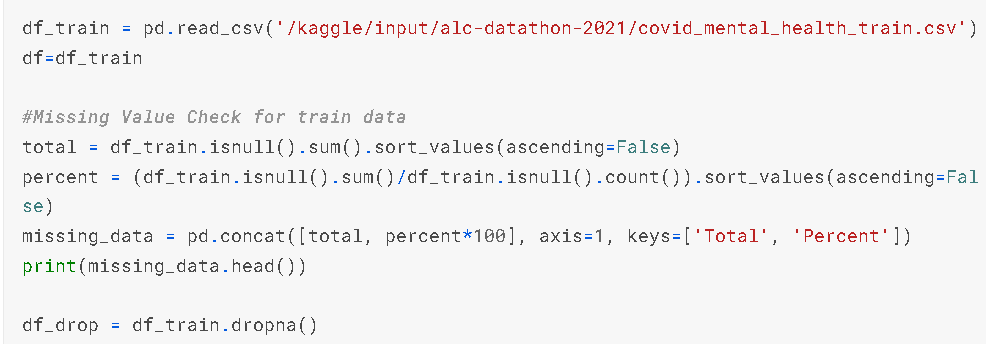 df_train = pd.read_csv('/kaggle/input/alc-datathon-2021/covid_mental_health_train.csv')
df=df_train
#Missing Value Check for train data
total = df_train.isnull().sum().sort_values(ascending=False)
percent = (df_train.isnull().sum()/df_train.isnull().count()).sort_values(ascending=Fal
se)
missing_data = pd.concat([total, percent*100], axis=1, keys=['Total', 'Percent'])
print(missing_data.head())
df_drop = df_train.dropna()